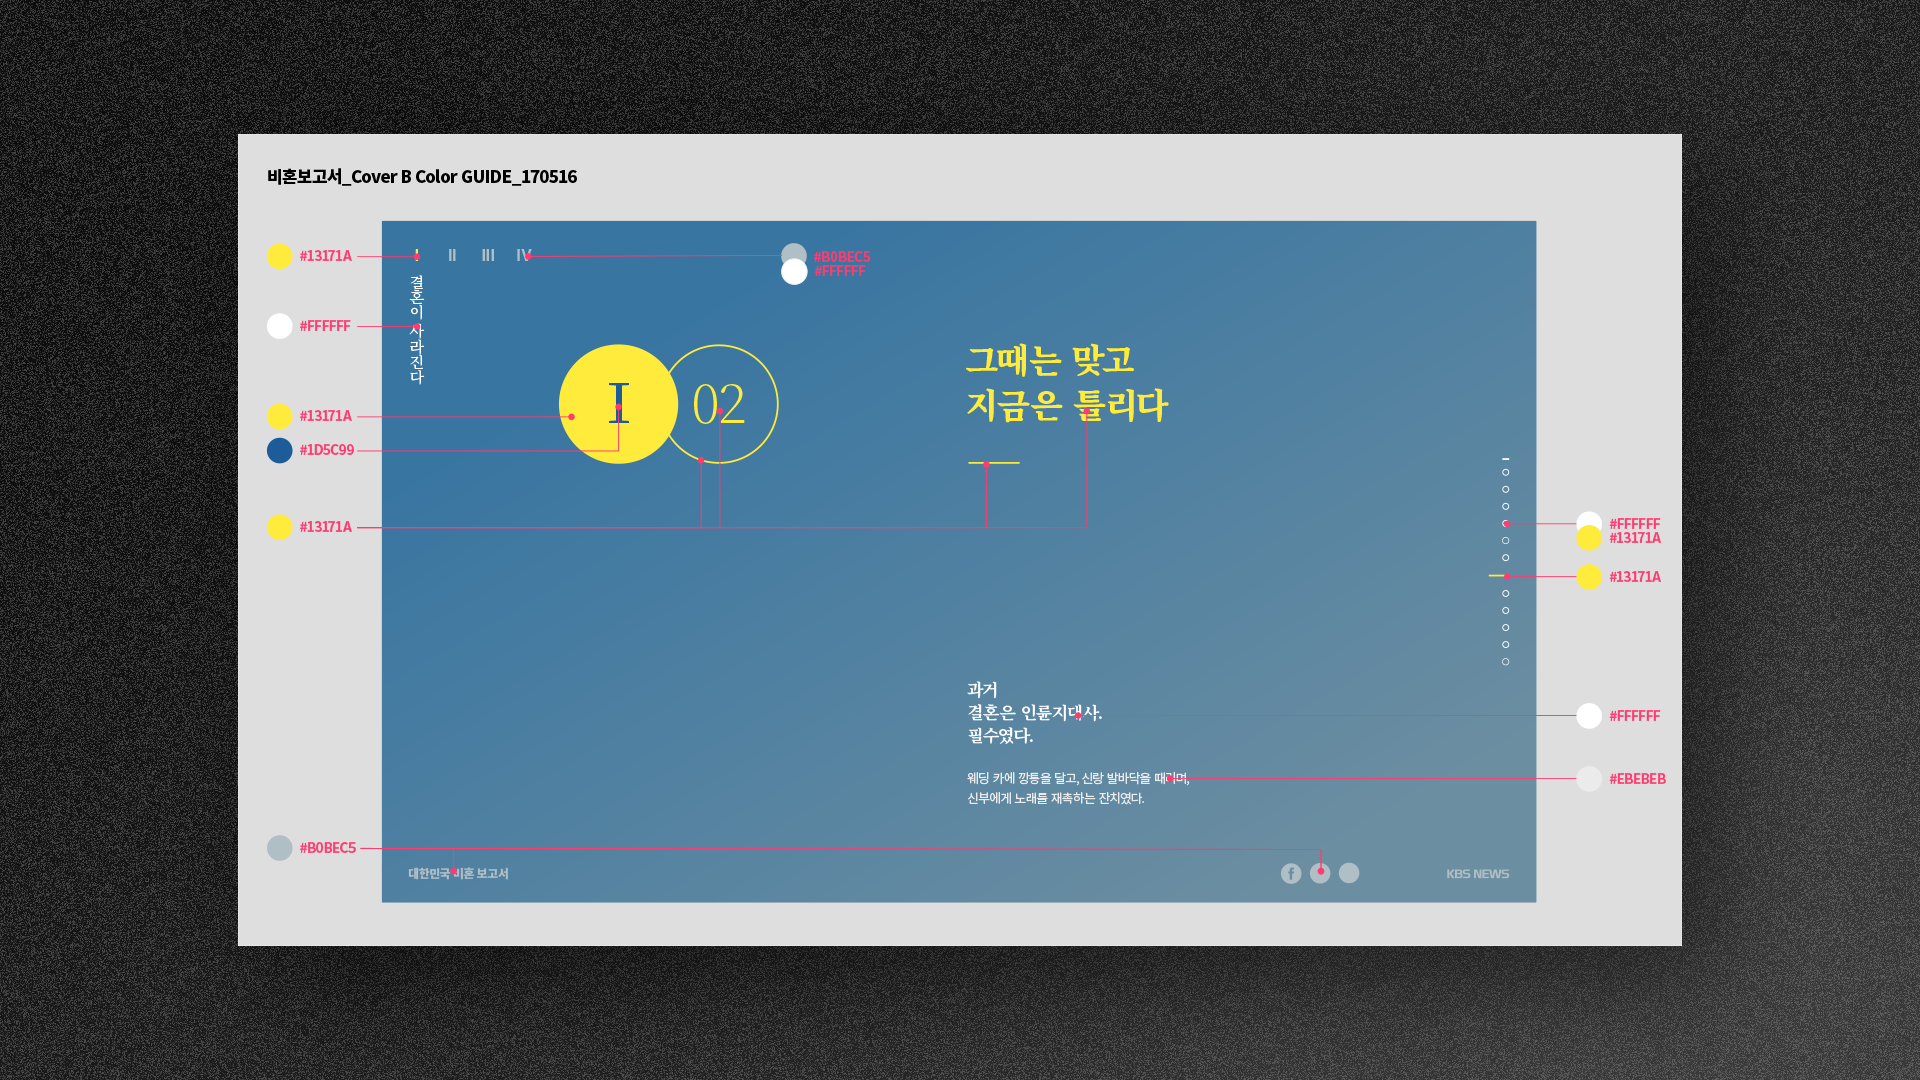 비혼보고서_Cover B Color GUIDE_170516
#13171A
I II III IV
#B0BEC5
#FFFFFF
결혼이 사라진다
#FFFFFF
#13171A
#1D5C99
I 02
그때는 맞고
지금은 틀리다
#13171A
#FFFFFF
#13171A
#13171A
과거
결혼은 인륜지대사.
필수였다.
#FFFFFF
웨딩 카에 깡통을 달고, 신랑 발바닥을 때리며,
신부에게 노래를 재촉하는 잔치였다.
#EBEBEB
#B0BEC5
대한민국 비혼 보고서
f
KBS NEWS